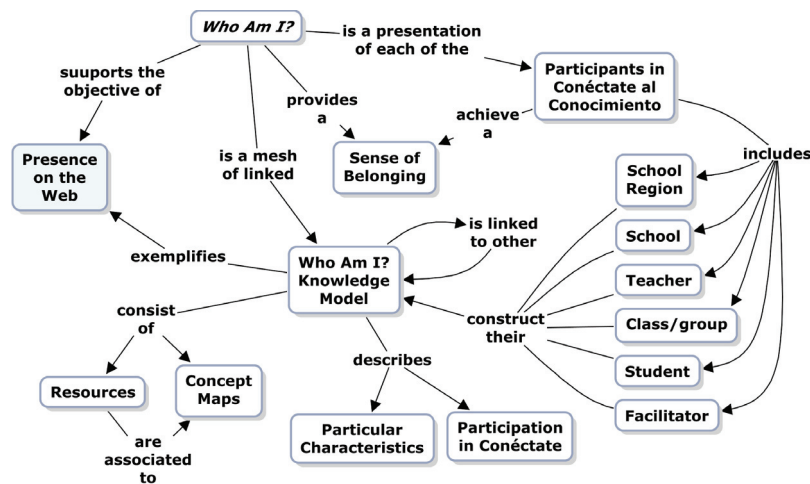 Who Am I?
is a presentation
of each of the
suuports the
objective of
provides
a
Participants in
Conéctate al
Conocimiento
achieve
a
includes
Presence
on the
Web
is a mesh
of linked
Sense of
Belonging
School
Region
is linked
to other
School
exemplifies
Who Am I?
Knowledge
Model
Teacher
construct
their
Class/group
consist
of
describes
Student
Resources
Concept
Maps
Facilitator
Particular
Characteristics
Participation
in Conéctate
are
associated
to